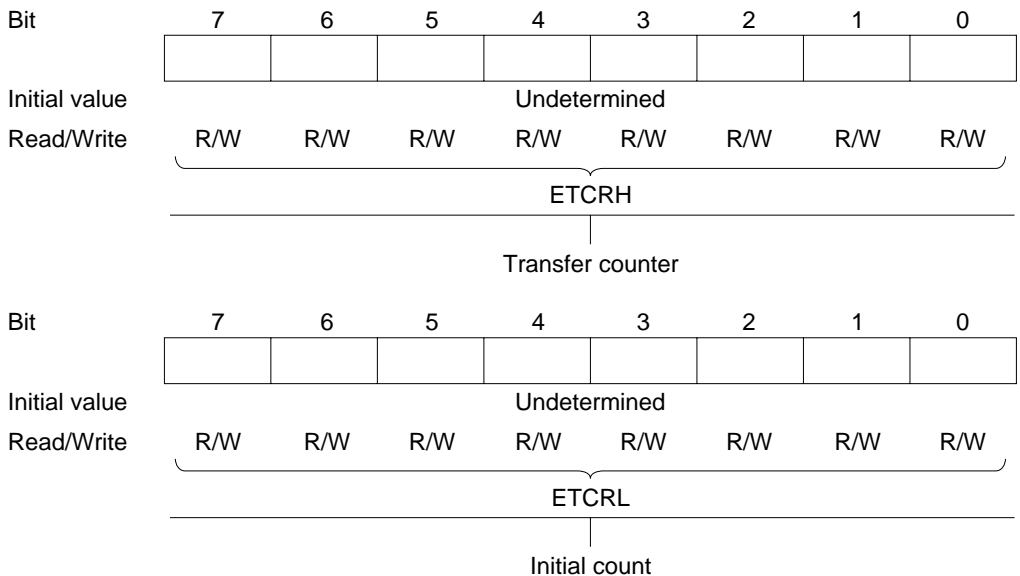 Bit 7 6 5 4 3 2 1 0
Initial value Undetermined
Read/Write R/W R/W R/W R/W R/W R/W R/W R/W
ETCRH
Transfer counter
Bit 7 6 5 4 3 2 1 0
Initial value Undetermined
Read/Write R/W R/W R/W R/W R/W R/W R/W R/W
ETCRL
Initial count